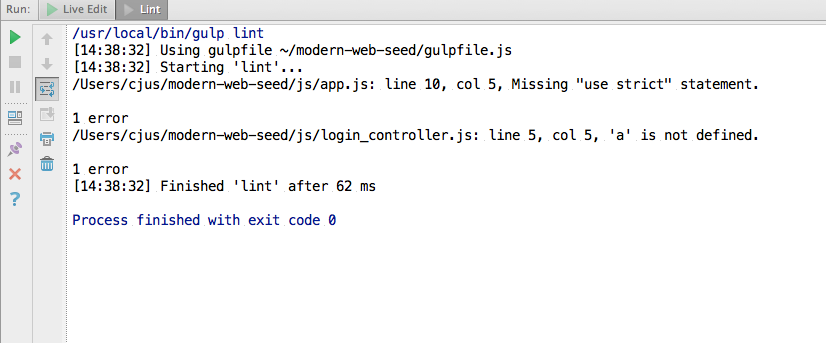 Run: Live Edit Lint
/usr/local/bin/gulp lint
[14:38:32] Using gulpfile ~/modern-web-seed/gulpfile.js
[14:38:32] Starting 'lint'...
/Users/cjus/modern-web-seed/js/app.js: line 10, col 5, Missing "use strict" statement.
1 error
/Users/cjus/modern-web-seed/js/login_controller.js: line 5, col 5, 'a' is not defined.
1 error
[14:38:32] Finished 'lint' after 62 ms
Process finished with exit code 0